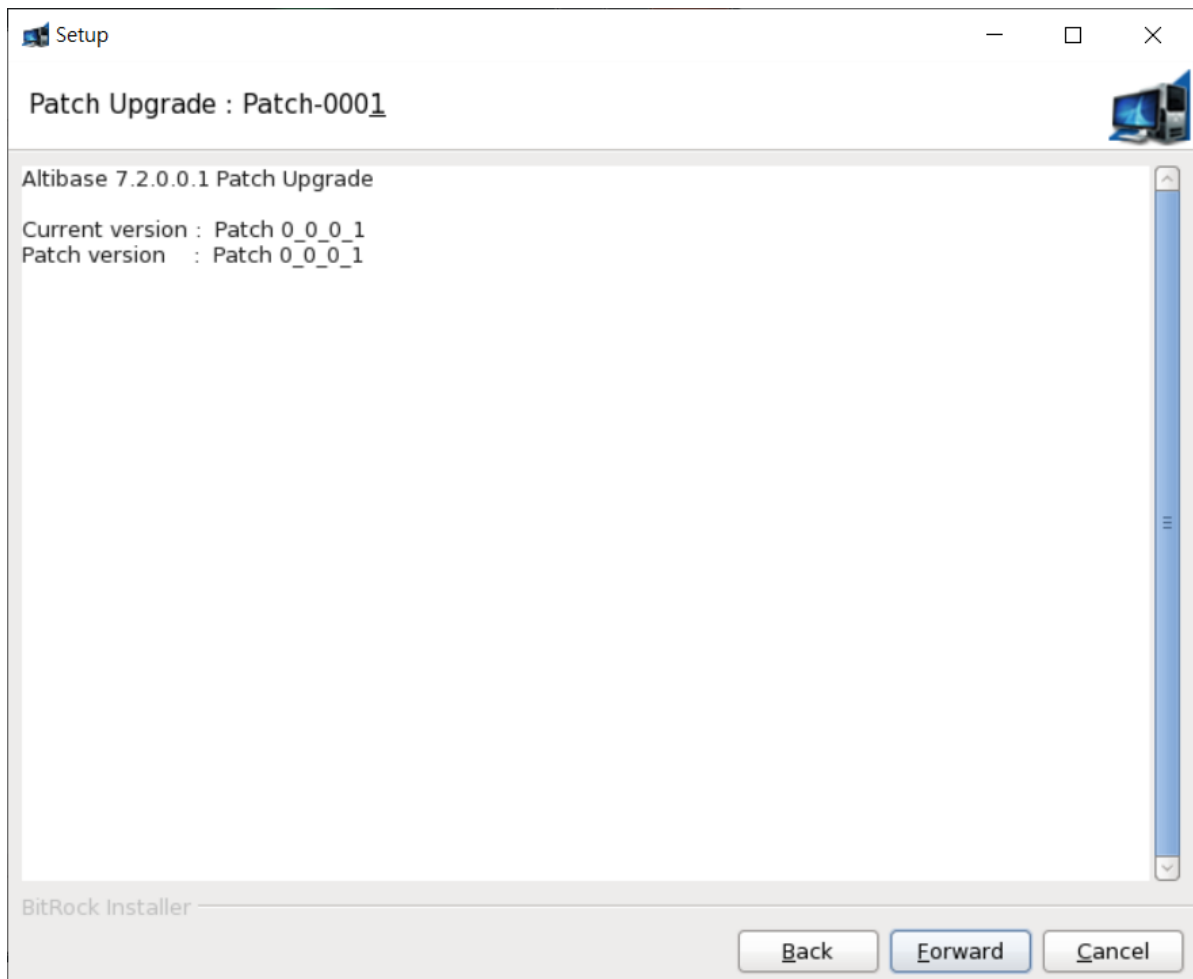 Setup
Patch Upgrade : Patch-0001
Altibase 7.2.0.0.1 Patch Upgrade
Current version :  Patch 0_0_0_1
Patch version    :  Patch 0_0_0_1
BitRock Installer
Back
Forward
Cancel